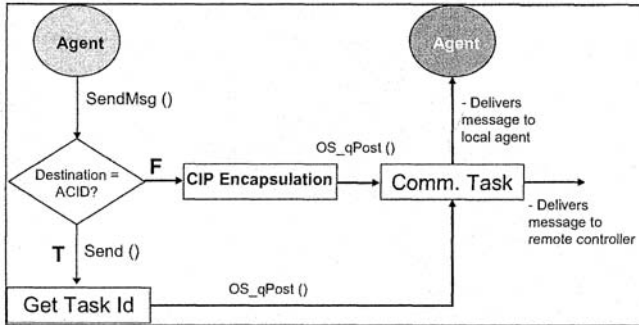 Agent
Agent
SendMsg ()
- Delivers
message to
local agent
OS_qPost ()
Destination =
ACID?
F
CIP Encapsulation
Comm. Task
- Delivers
message to
remote controller
T
Send ()
OS_qPost ()
Get Task Id